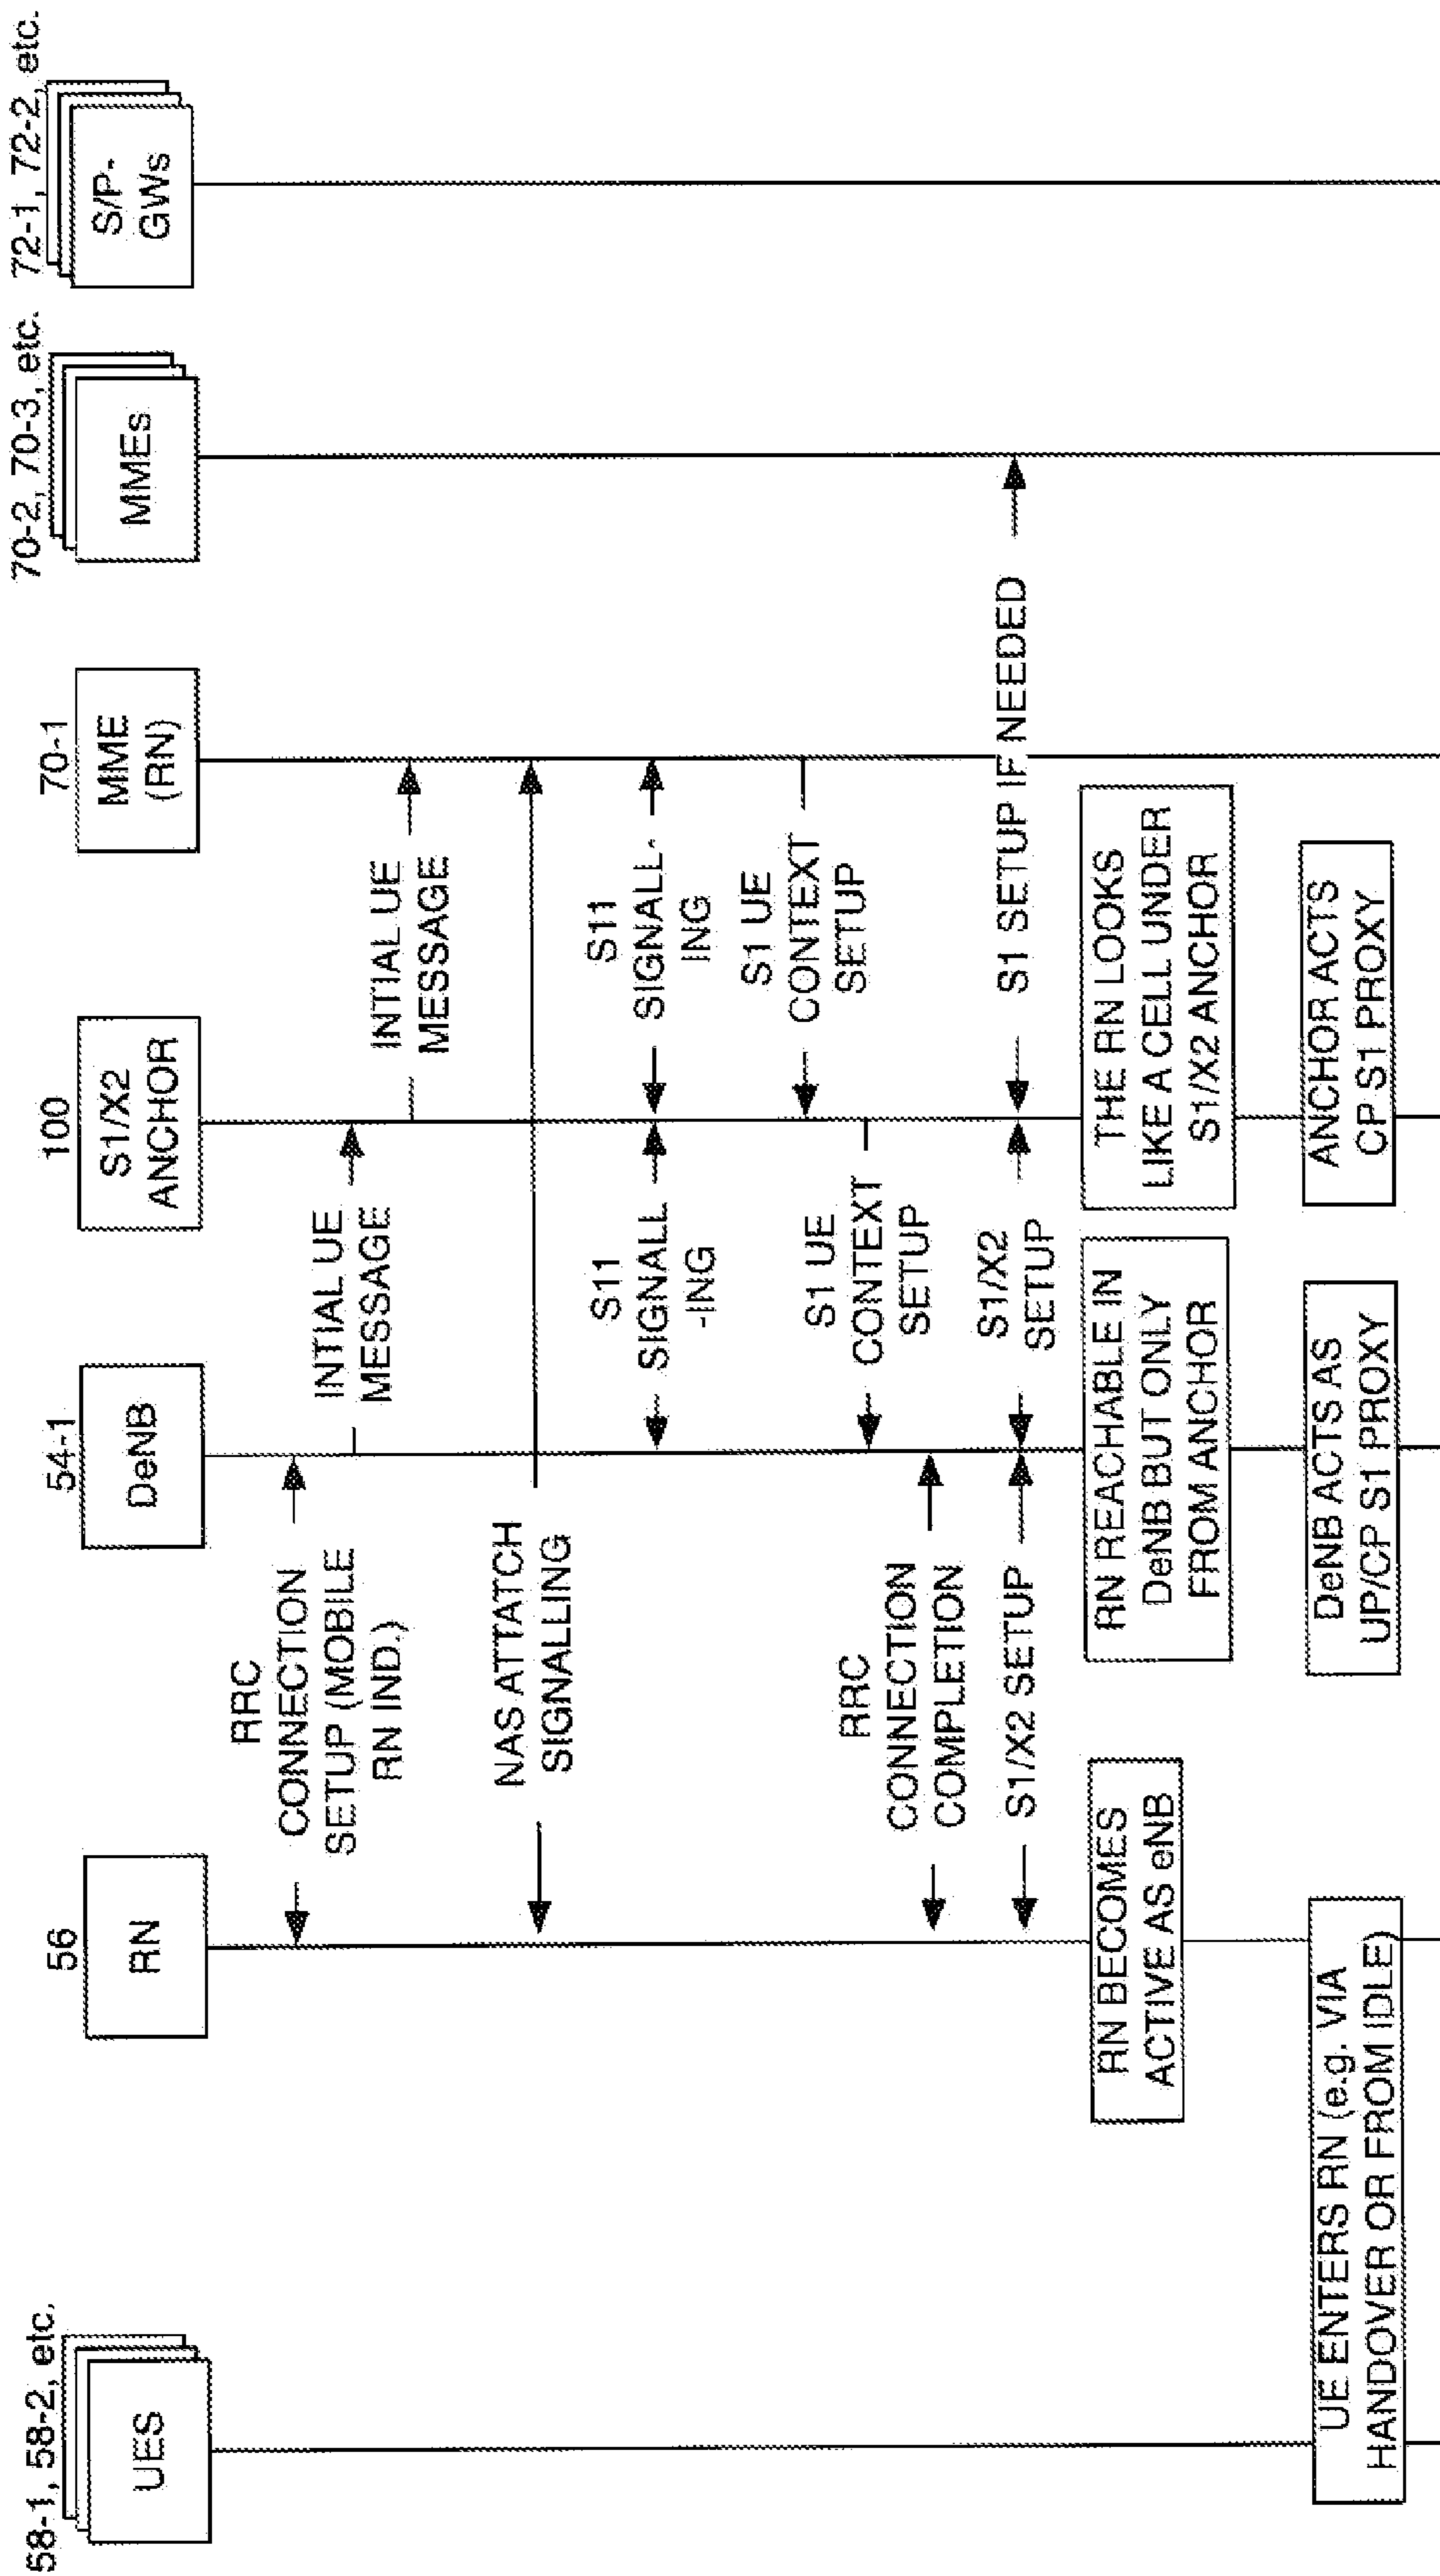 58-1, 58-2, etc.
UES
56
RN
54-1
DeNB
100
S1/X2
ANCHOR
70-1
MME
(RN)
70-2, 70-3, etc.
MMEs
72-1, 72-2, etc.
S/P-
GWs
RRC
CONNECTION
SETUP (MOBILE
RN IND.)
INTIAL UE
MESSAGE
INTIAL UE
MESSAGE
NAS ATTATCH
SIGNALLING
S11
SIGNALL
-ING
S11
SIGNALL-
ING
S1 UE
CONTEXT
SETUP
S1 UE
CONTEXT
SETUP
RRC
CONNECTION
COMPLETION
S1/X2 SETUP
S1/X2
SETUP
S1 SETUP IF NEEDED
RN BECOMES
ACTIVE AS eNB
RN REACHABLE IN
DeNB BUT ONLY
FROM ANCHOR
THE RN LOOKS
LIKE A CELL UNDER
S1/X2 ANCHOR
UE ENTERS RN (e.g. VIA
HANDOVER OR FROM IDLE)
DeNB ACTS AS
UP/CP S1 PROXY
ANCHOR ACTS
CP S1 PROXY